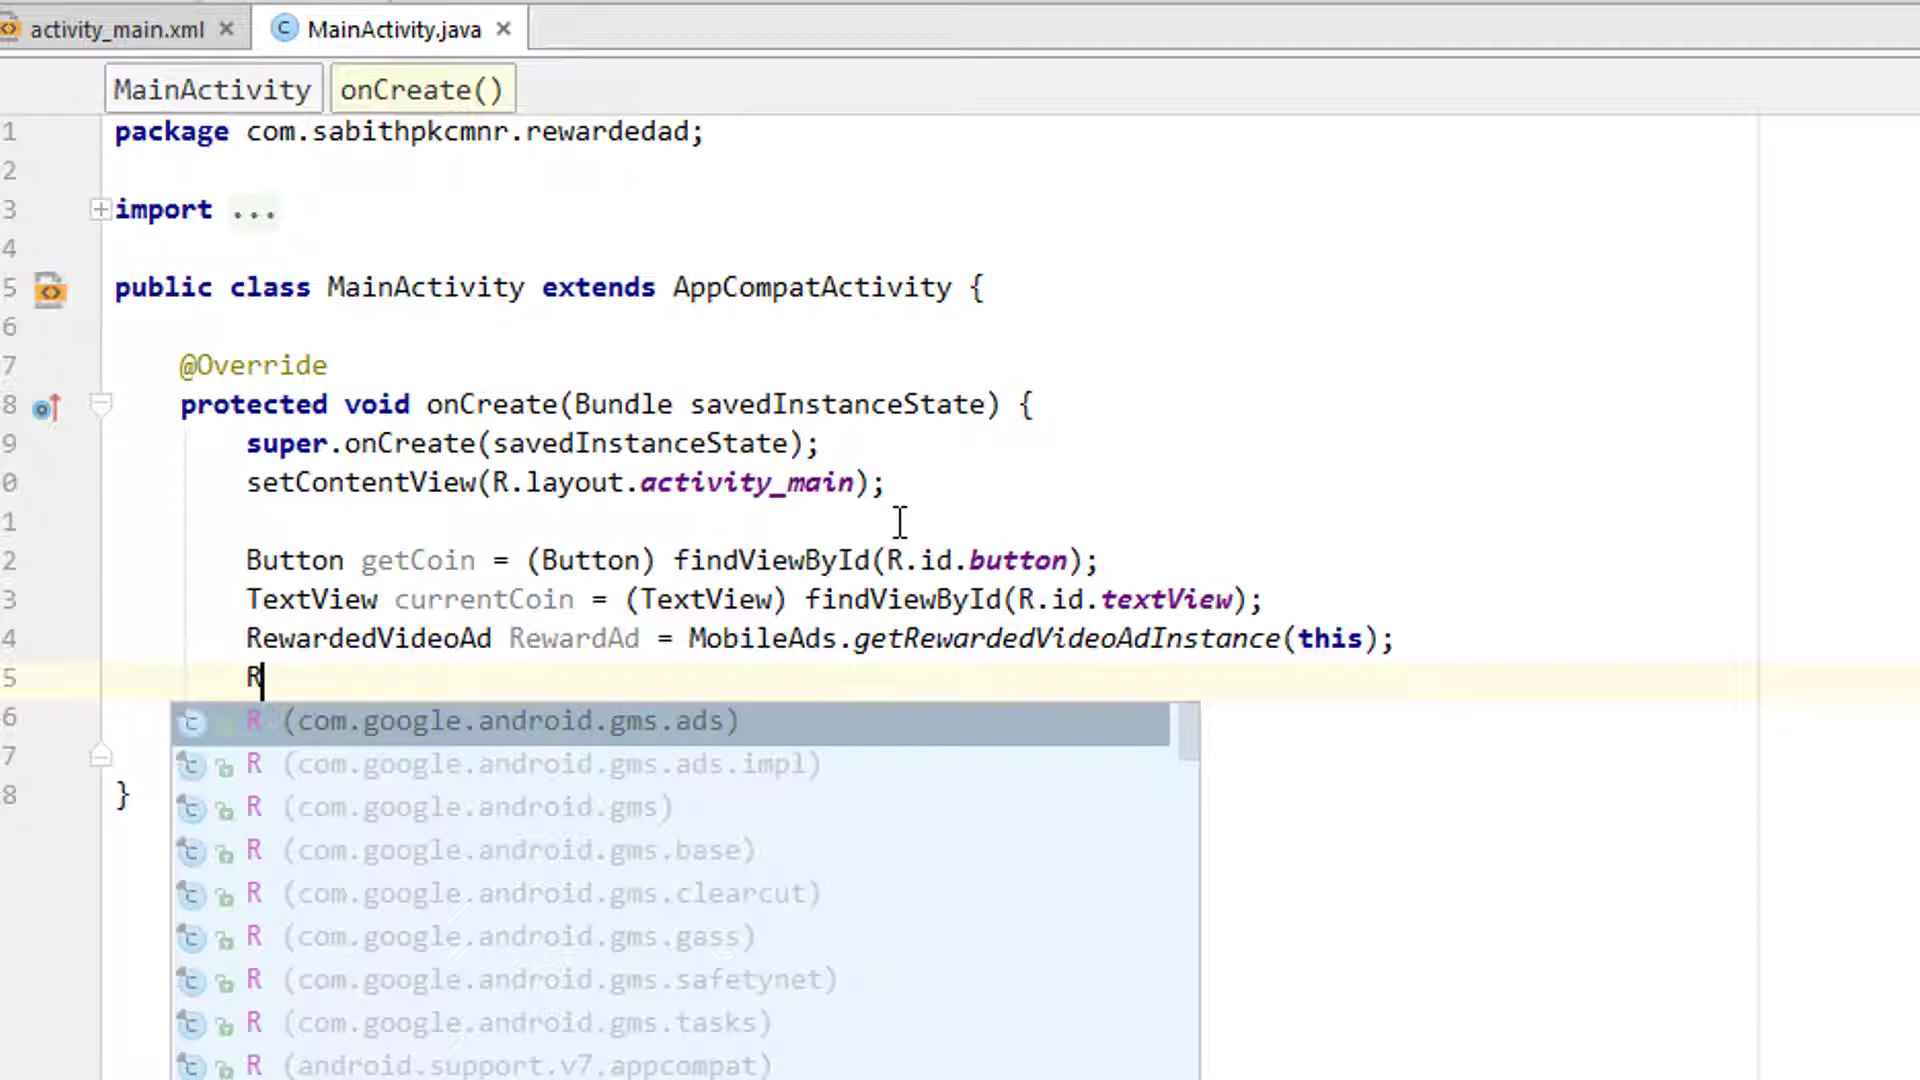 activity_main.xml MainActivity.java
MainActivity onCreate()
1 package com.sabithpkcmnr.rewardedad;
2
3 import ...
4
5 public class MainActivity extends AppCompatActivity {
6
7 @Override
8 protected void onCreate(Bundle savedInstanceState) {
9 super.onCreate(savedInstanceState);
0 setContentView(R.layout.activity_main);
1
2 Button getCoin = (Button) findViewById(R.id.button);
3 TextView currentCoin = (TextView) findViewById(R.id.textView);
4 RewardedVideoAd RewardAd = MobileAds.getRewardedVideoAdInstance(this);
5 R
6 R (com.google.android.gms.ads)
7 R (com.google.android.gms.ads.impl)
8 } R (com.google.android.gms)
R (com.google.android.gms.base)
R (com.google.android.gms.clearcut)
R (com.google.android.gms.gass)
R (com.google.android.gms.safetynet)
R (com.google.android.gms.tasks)
R (android.support.v7.appcompat)